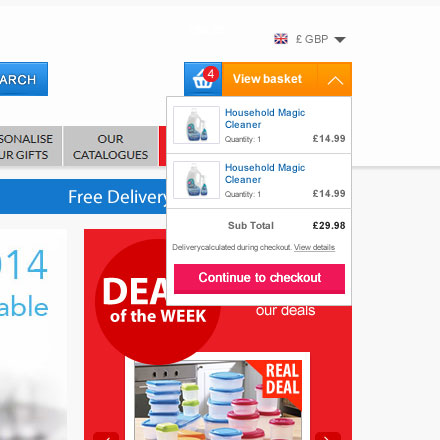 £ GBP
ARCH
4
View basket
SONALISE
UR GIFTS
OUR
CATALOGUES
Household Magic
Cleaner
Quantity: 1
£14.99
Household Magic
Cleaner
Quantity: 1
£14.99
Sub Total
£29.98
Deliverycalculated during checkout. View details
Continue to checkout
Free Delivery
014
able
DEA
of the WEEK
our deals
REAL
DEAL